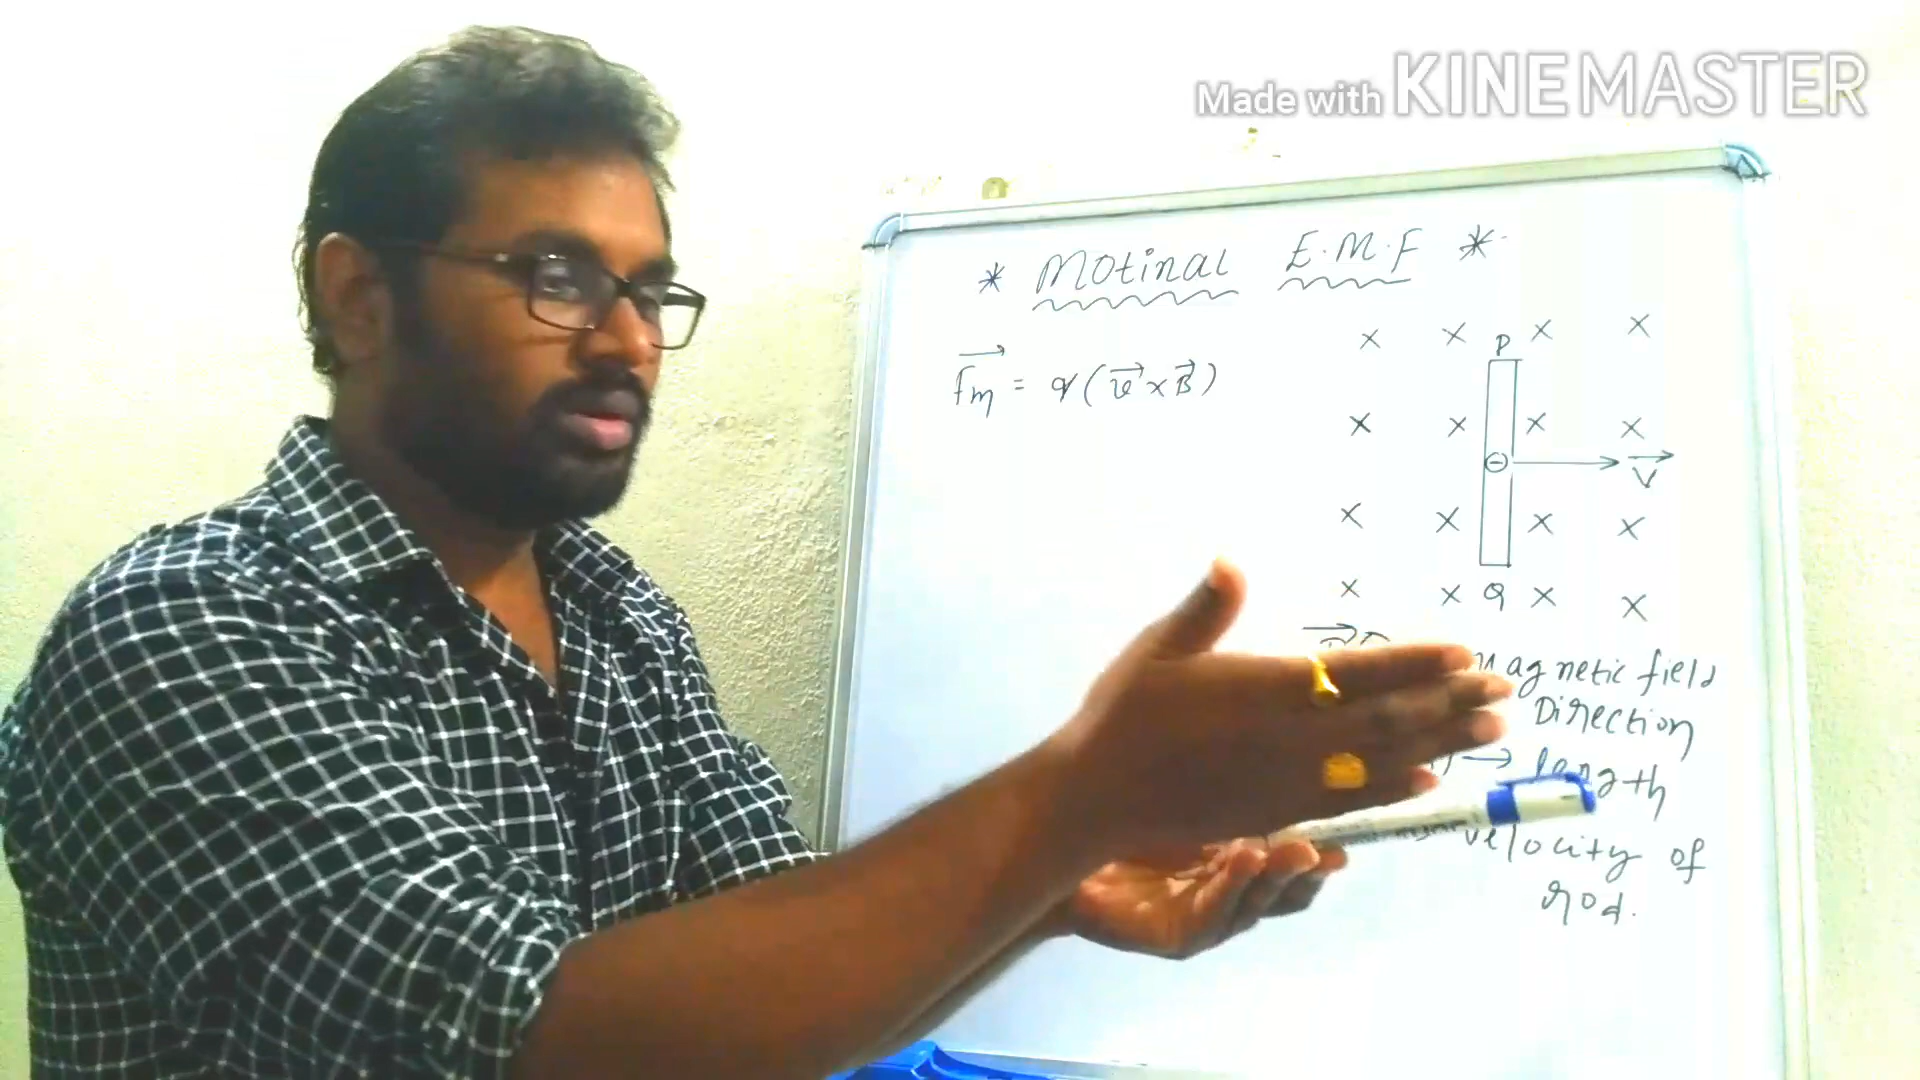 Made with KINEMASTER
* Motinal E.M.F *
Fm = q(v × B)
× × P × ×
× × × ×
⊖ → V
× × × ×
× × Q × ×
Magnetic field
Direction
→ length
velocity of
rod.